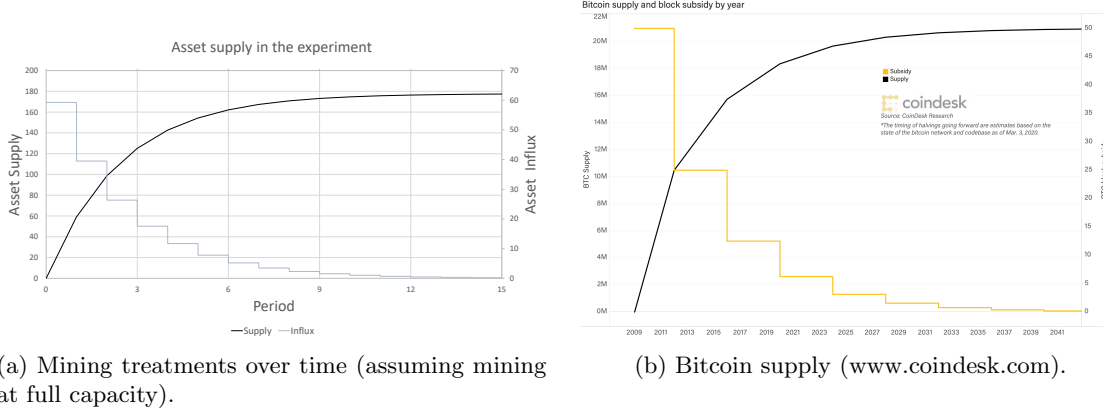 Asset supply in the experiment
200
180
160
140
120
100
80
60
40
20
0
70
60
50
40
30
20
10
0
0 3 6 9 12 15
Asset Supply
Asset Influx
Period
Supply Influx
Bitcoin supply and block subsidy by year
22M
20M
18M
16M
14M
12M
10M
8M
6M
4M
2M
0M
50
45
40
35
30
25
20
15
10
5
0
BTC Supply
Subsidy
Supply
coindesk
Source: CoinDesk Research
*The timing of halvings going forward are estimates based on the
state of the bitcoin network and codebase as of Mar. 3, 2020.
2009 2011 2013 2015 2017 2019 2021 2023 2025 2027 2029 2031 2033 2035 2037 2039 2041
(a) Mining treatments over time (assuming mining
at full capacity).
(b) Bitcoin supply (www.coindesk.com).